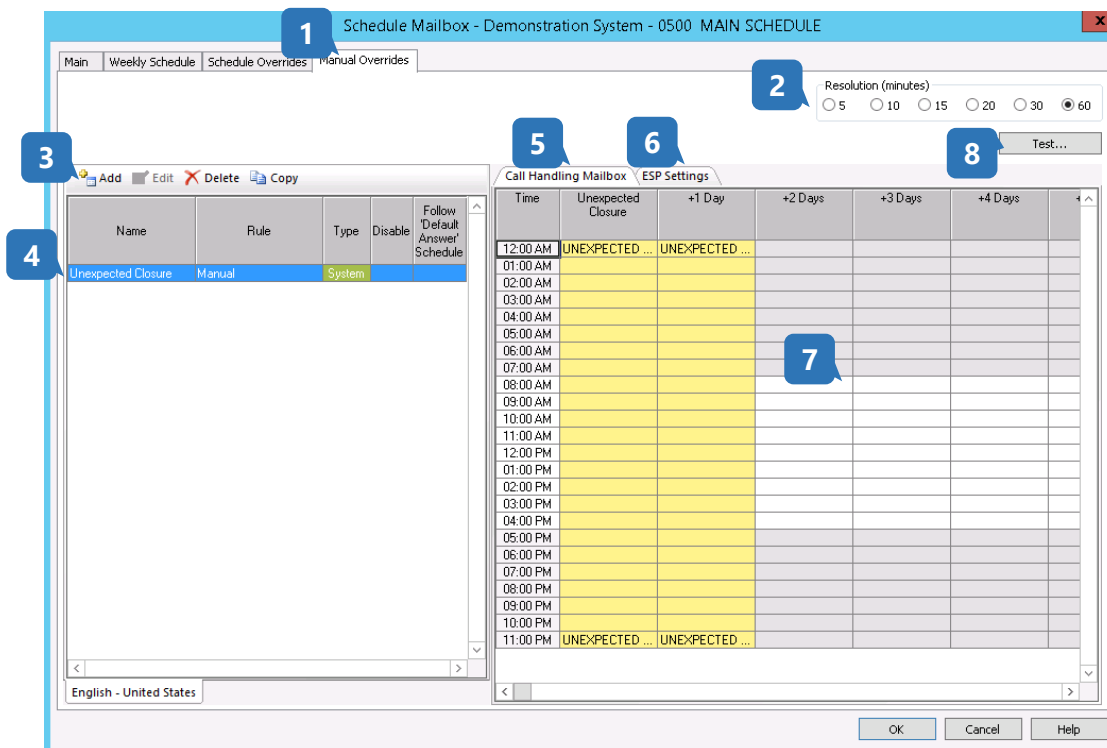 Schedule Mailbox - Demonstration System - 0500 MAIN SCHEDULE
x
1
Main Weekly Schedule Schedule Overrides Manual Overrides
2
Resolution (minutes)
5 10 15 20 30 60
8
Test...
3
Add Edit Delete Copy
5
6
Call Handling Mailbox ESP Settings
4
Name Rule Type Disable Follow 'Default Answer' Schedule
Unexpected Closure Manual System
Time Unexpected Closure +1 Day +2 Days +3 Days +4 Days
12:00 AM UNEXPECTED ... UNEXPECTED ...
01:00 AM
02:00 AM
03:00 AM
04:00 AM
05:00 AM
06:00 AM
07:00 AM
7
08:00 AM
09:00 AM
10:00 AM
11:00 AM
12:00 PM
01:00 PM
02:00 PM
03:00 PM
04:00 PM
05:00 PM
06:00 PM
07:00 PM
08:00 PM
09:00 PM
10:00 PM
11:00 PM UNEXPECTED ... UNEXPECTED ...
English - United States
OK Cancel Help